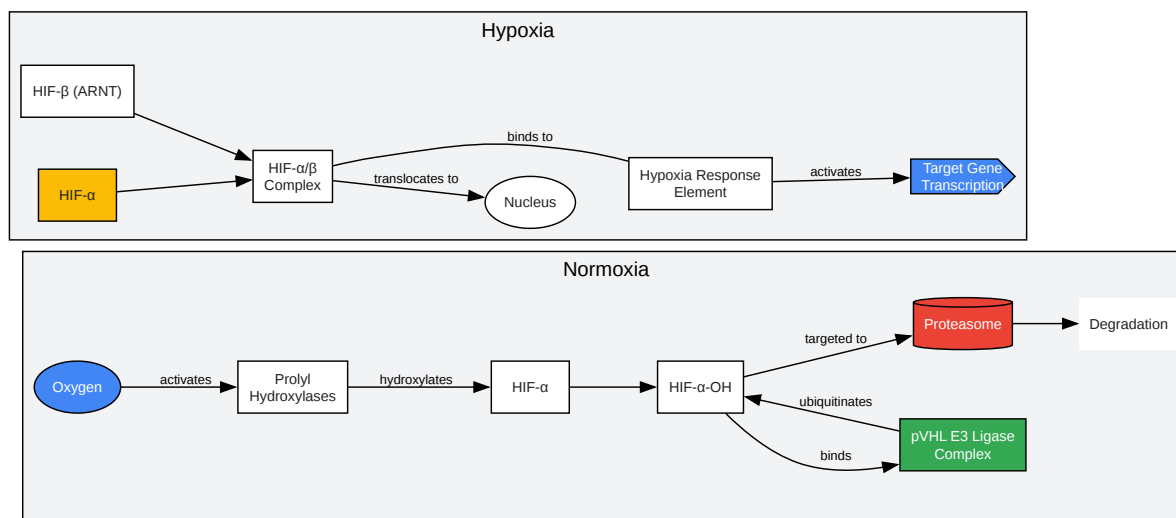 Hypoxia
HIF-β (ARNT)
HIF-α
HIF-α/β
Complex
binds to
translocates to
Nucleus
Hypoxia Response
Element
activates
Target Gene
Transcription
Normoxia
Oxygen
activates
Prolyl
Hydroxylases
hydroxylates
HIF-α
HIF-α-OH
targeted to
Proteasome
Degradation
ubiquitinates
binds
pVHL E3 Ligase
Complex